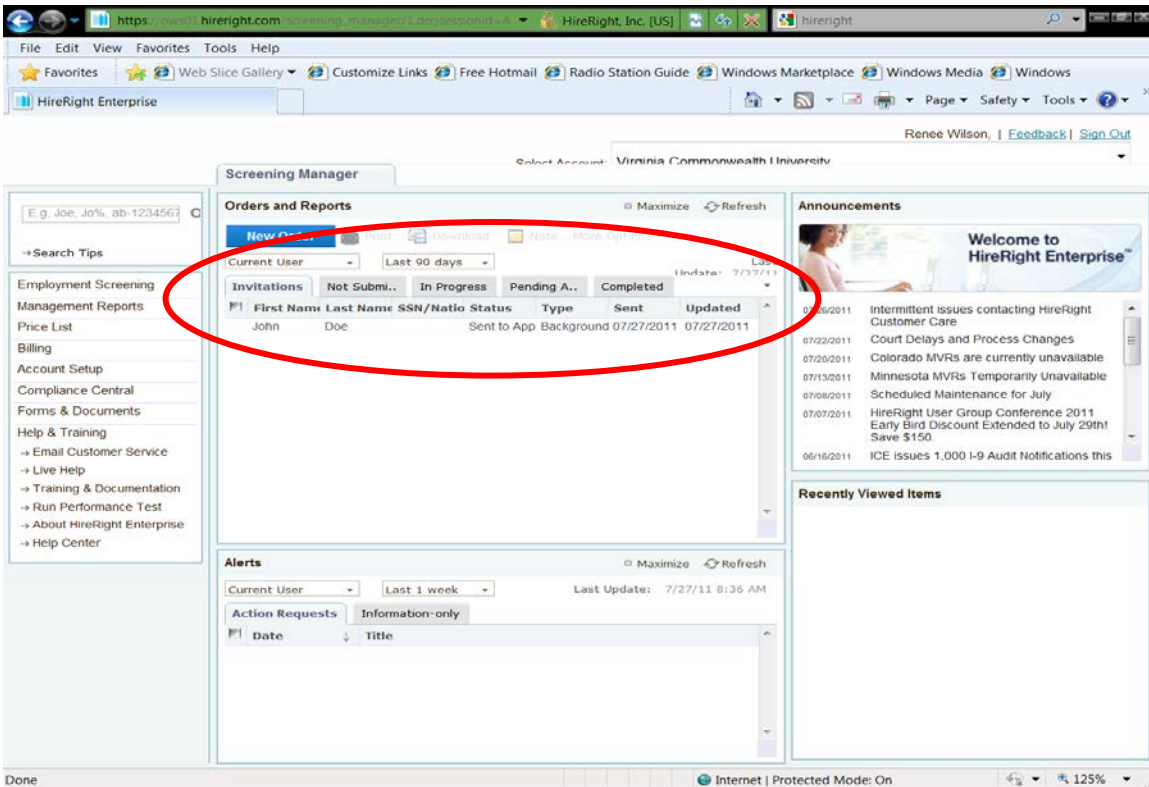 https://ows01.hireright.com/screening_manager/1.do;jsessionid=A HireRight, Inc. [US] hireright
File Edit View Favorites Tools Help
Favorites Web Slice Gallery Customize Links Free Hotmail Radio Station Guide Windows Marketplace Windows Media Windows
HireRight Enterprise Page Safety Tools
Renee Wilson, | Feedback | Sign Out
Select Account: Virginia Commonwealth University
Screening Manager
E.g, Joe, Jo%, ab-1234567
Search Tips
Employment Screening
Management Reports
Price List
Billing
Account Setup
Compliance Central
Forms & Documents
Help & Training
Email Customer Service
Live Help
Training & Documentation
Run Performance Test
About HireRight Enterprise
Help Center
Orders and Reports Maximize Refresh
New Order Print Download Note More Options
Current User Last 90 days Last
Update: 7/27/11
Invitations Not Submi.. In Progress Pending A.. Completed
First Name Last Name SSN/Natio Status Type Sent Updated
John Doe Sent to App Background 07/27/2011 07/27/2011
Alerts Maximize Refresh
Current User Last 1 week Last Update: 7/27/11 8:36 AM
Action Requests Information-only
Date Title
Announcements
Welcome to
HireRight Enterprise℠
07/26/2011 Intermittent issues contacting HireRight
Customer Care
07/22/2011 Court Delays and Process Changes
07/20/2011 Colorado MVRs are currently unavailable
07/13/2011 Minnesota MVRs Temporarily Unavailable
07/08/2011 Scheduled Maintenance for July
07/07/2011 HireRight User Group Conference 2011
Early Bird Discount Extended to July 29th!
Save $150.
06/16/2011 ICE issues 1,000 I-9 Audit Notifications this
Recently Viewed Items
Done Internet | Protected Mode: On 125%